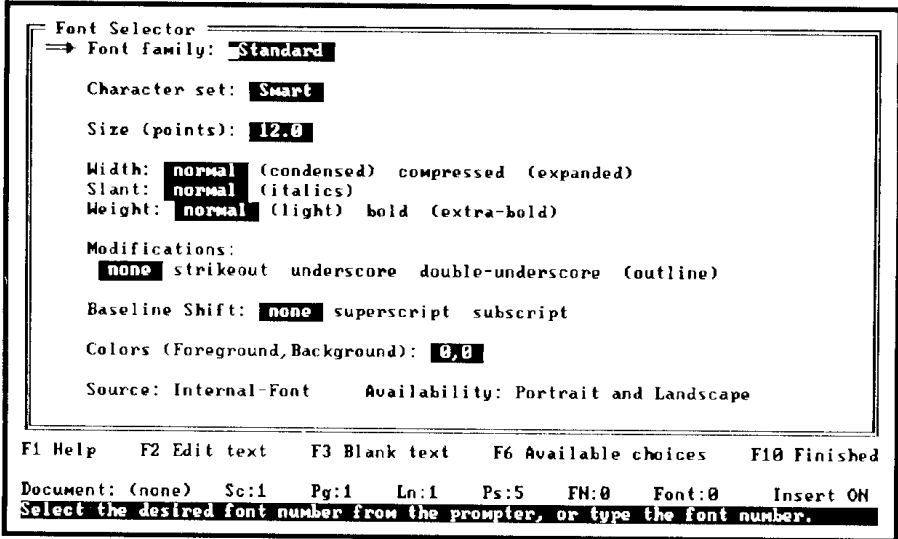 Font Selector
Font family: Standard
Character set: Smart
Size (points): 12.0
Width: normal (condensed) compressed (expanded)
Slant: normal (italics)
Weight: normal (light) bold (extra-bold)
Modifications:
none strikeout underscore double-underscore (outline)
Baseline Shift: none superscript subscript
Colors (Foreground,Background): 0,0
Source: Internal-Font Availability: Portrait and Landscape
F1 Help F2 Edit text F3 Blank text F6 Available choices F10 Finished
Document: (none) Sc:1 Pg:1 Ln:1 Ps:5 FN:0 Font:0 Insert ON
Select the desired font number from the prompter, or type the font number.